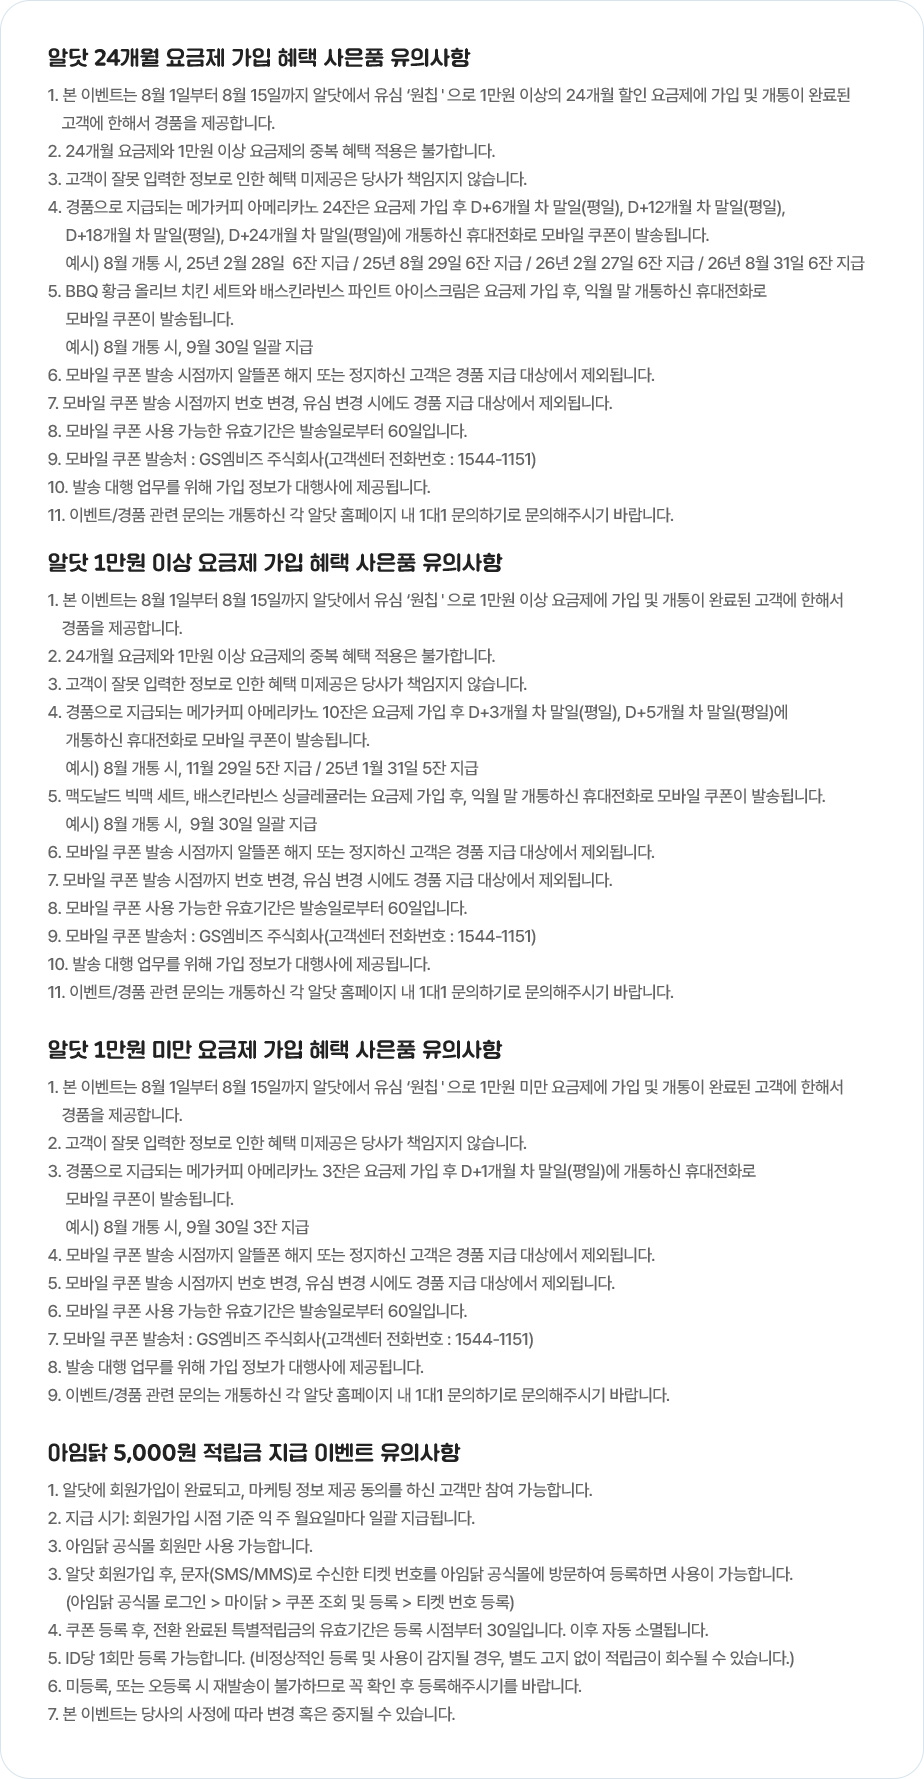 알닷 24개월 요금제 가입 혜택 사은품 유의사항
1. 본 이벤트는 8월 1일부터 8월 15일까지 알닷에서 유심 ‘원칩 ' 으로 1만원 이상의 24개월 할인 요금제에 가입 및 개통이 완료된
고객에 한해서 경품을 제공합니다.
2. 24개월 요금제와 1만원 이상 요금제의 중복 혜택 적용은 불가합니다.
3. 고객이 잘못 입력한 정보로 인한 혜택 미제공은 당사가 책임지지 않습니다.
4. 경품으로 지급되는 메가커피 아메리카노 24잔은 요금제 가입 후 D+6개월 차 말일(평일), D+12개월 차 말일(평일),
D+18개월 차 말일(평일), D+24개월 차 말일(평일)에 개통하신 휴대전화로 모바일 쿠폰이 발송됩니다.
예시) 8월 개통 시, 25년 2월 28일  6잔 지급 / 25년 8월 29일 6잔 지급 / 26년 2월 27일 6잔 지급 / 26년 8월 31일 6잔 지급
5. BBQ 황금 올리브 치킨 세트와 배스킨라빈스 파인트 아이스크림은 요금제 가입 후, 익월 말 개통하신 휴대전화로
모바일 쿠폰이 발송됩니다.
예시) 8월 개통 시, 9월 30일 일괄 지급
6. 모바일 쿠폰 발송 시점까지 알뜰폰 해지 또는 정지하신 고객은 경품 지급 대상에서 제외됩니다.
7. 모바일 쿠폰 발송 시점까지 번호 변경, 유심 변경 시에도 경품 지급 대상에서 제외됩니다.
8. 모바일 쿠폰 사용 가능한 유효기간은 발송일로부터 60일입니다.
9. 모바일 쿠폰 발송처 : GS엠비즈 주식회사(고객센터 전화번호 : 1544-1151)
10. 발송 대행 업무를 위해 가입 정보가 대행사에 제공됩니다.
11. 이벤트/경품 관련 문의는 개통하신 각 알닷 홈페이지 내 1대1 문의하기로 문의해주시기 바랍니다.
알닷 1만원 이상 요금제 가입 혜택 사은품 유의사항
1. 본 이벤트는 8월 1일부터 8월 15일까지 알닷에서 유심 ‘원칩 ' 으로 1만원 이상 요금제에 가입 및 개통이 완료된 고객에 한해서
경품을 제공합니다.
2. 24개월 요금제와 1만원 이상 요금제의 중복 혜택 적용은 불가합니다.
3. 고객이 잘못 입력한 정보로 인한 혜택 미제공은 당사가 책임지지 않습니다.
4. 경품으로 지급되는 메가커피 아메리카노 10잔은 요금제 가입 후 D+3개월 차 말일(평일), D+5개월 차 말일(평일)에
개통하신 휴대전화로 모바일 쿠폰이 발송됩니다.
예시) 8월 개통 시, 11월 29일 5잔 지급 / 25년 1월 31일 5잔 지급
5. 맥도날드 빅맥 세트, 배스킨라빈스 싱글레귤러는 요금제 가입 후, 익월 말 개통하신 휴대전화로 모바일 쿠폰이 발송됩니다.
예시) 8월 개통 시,  9월 30일 일괄 지급
6. 모바일 쿠폰 발송 시점까지 알뜰폰 해지 또는 정지하신 고객은 경품 지급 대상에서 제외됩니다.
7. 모바일 쿠폰 발송 시점까지 번호 변경, 유심 변경 시에도 경품 지급 대상에서 제외됩니다.
8. 모바일 쿠폰 사용 가능한 유효기간은 발송일로부터 60일입니다.
9. 모바일 쿠폰 발송처 : GS엠비즈 주식회사(고객센터 전화번호 : 1544-1151)
10. 발송 대행 업무를 위해 가입 정보가 대행사에 제공됩니다.
11. 이벤트/경품 관련 문의는 개통하신 각 알닷 홈페이지 내 1대1 문의하기로 문의해주시기 바랍니다.
알닷 1만원 미만 요금제 가입 혜택 사은품 유의사항
1. 본 이벤트는 8월 1일부터 8월 15일까지 알닷에서 유심 ‘원칩 ' 으로 1만원 미만 요금제에 가입 및 개통이 완료된 고객에 한해서
경품을 제공합니다.
2. 고객이 잘못 입력한 정보로 인한 혜택 미제공은 당사가 책임지지 않습니다.
3. 경품으로 지급되는 메가커피 아메리카노 3잔은 요금제 가입 후 D+1개월 차 말일(평일)에 개통하신 휴대전화로
모바일 쿠폰이 발송됩니다.
예시) 8월 개통 시, 9월 30일 3잔 지급
4. 모바일 쿠폰 발송 시점까지 알뜰폰 해지 또는 정지하신 고객은 경품 지급 대상에서 제외됩니다.
5. 모바일 쿠폰 발송 시점까지 번호 변경, 유심 변경 시에도 경품 지급 대상에서 제외됩니다.
6. 모바일 쿠폰 사용 가능한 유효기간은 발송일로부터 60일입니다.
7. 모바일 쿠폰 발송처 : GS엠비즈 주식회사(고객센터 전화번호 : 1544-1151)
8. 발송 대행 업무를 위해 가입 정보가 대행사에 제공됩니다.
9. 이벤트/경품 관련 문의는 개통하신 각 알닷 홈페이지 내 1대1 문의하기로 문의해주시기 바랍니다.
아임닭 5,000원 적립금 지급 이벤트 유의사항
1. 알닷에 회원가입이 완료되고, 마케팅 정보 제공 동의를 하신 고객만 참여 가능합니다.
2. 지급 시기: 회원가입 시점 기준 익 주 월요일마다 일괄 지급됩니다.
3. 아임닭 공식몰 회원만 사용 가능합니다.
3. 알닷 회원가입 후, 문자(SMS/MMS)로 수신한 티켓 번호를 아임닭 공식몰에 방문하여 등록하면 사용이 가능합니다.
(아임닭 공식몰 로그인 > 마이닭 > 쿠폰 조회 및 등록 > 티켓 번호 등록)
4. 쿠폰 등록 후, 전환 완료된 특별적립금의 유효기간은 등록 시점부터 30일입니다. 이후 자동 소멸됩니다.
5. ID당 1회만 등록 가능합니다. (비정상적인 등록 및 사용이 감지될 경우, 별도 고지 없이 적립금이 회수될 수 있습니다.)
6. 미등록, 또는 오등록 시 재발송이 불가하므로 꼭 확인 후 등록해주시기를 바랍니다.
7. 본 이벤트는 당사의 사정에 따라 변경 혹은 중지될 수 있습니다.